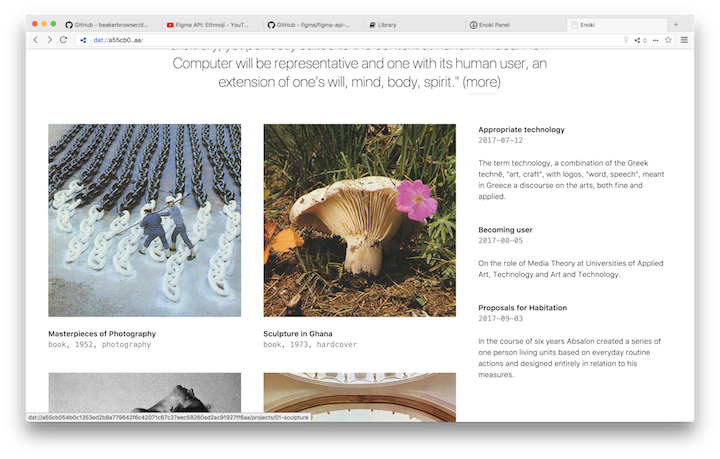 GitHub - beakerbrowser/d...
Figma API: Ethmoji - YouT...
GitHub - figma/figma-api-...
Library
Enoki Panel
Enoki
dat://a55cb0..aa/
0
Computer will be representative and one with its human user, an
extension of one's will, mind, body, spirit." (more)
Masterpieces of Photography
book, 1952, photography
Sculpture in Ghana
book, 1973, hardcover
Appropriate technology
2017-07-12
The term technology, a combination of the Greek
technē, "art, craft", with logos, "word, speech", meant
in Greece a discourse on the arts, both fine and
applied.
Becoming user
2017-08-05
On the role of Media Theory at Universities of Applied
Art, Technology and Art and Technology.
Proposals for Habitation
2017-09-03
In the course of six years Absalon created a series of
one person living units based on everyday routine
actions and designed entirely in relation to his
measures.